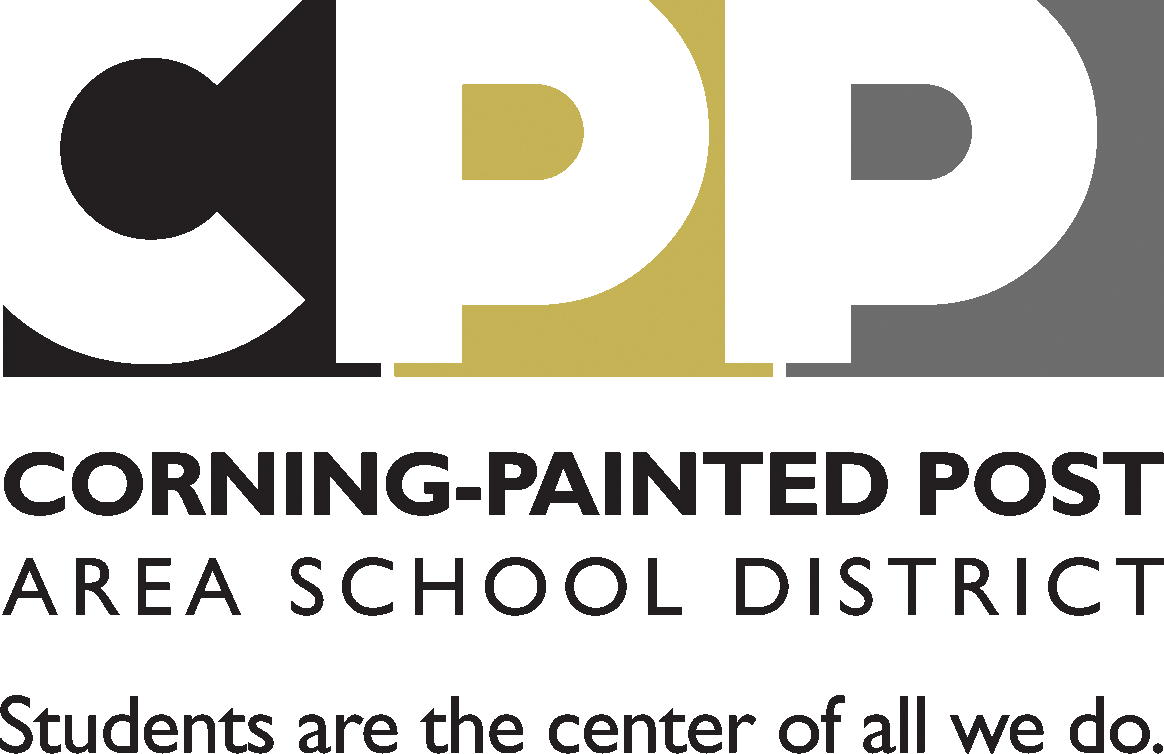 CPP
CORNING-PAINTED POST
AREA SCHOOL DISTRICT
Students are the center of all we do.